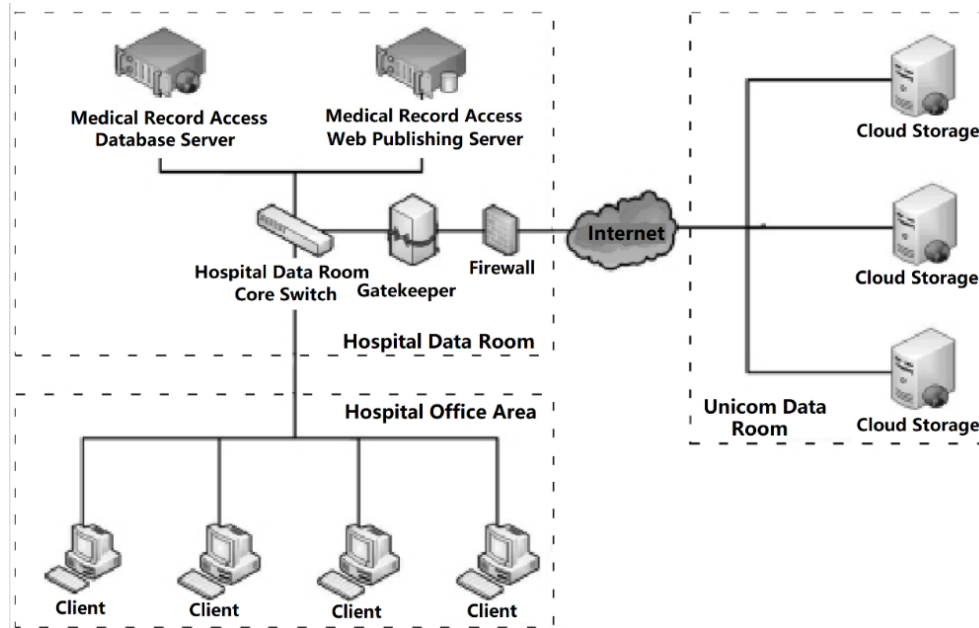 Medical Record Access
Database Server
Medical Record Access
Web Publishing Server
Cloud Storage
Hospital Data Room
Core Switch
Gatekeeper
Firewall
Internet
Cloud Storage
Hospital Data Room
Cloud Storage
Unicom Data
Room
Hospital Office Area
Client
Client
Client
Client